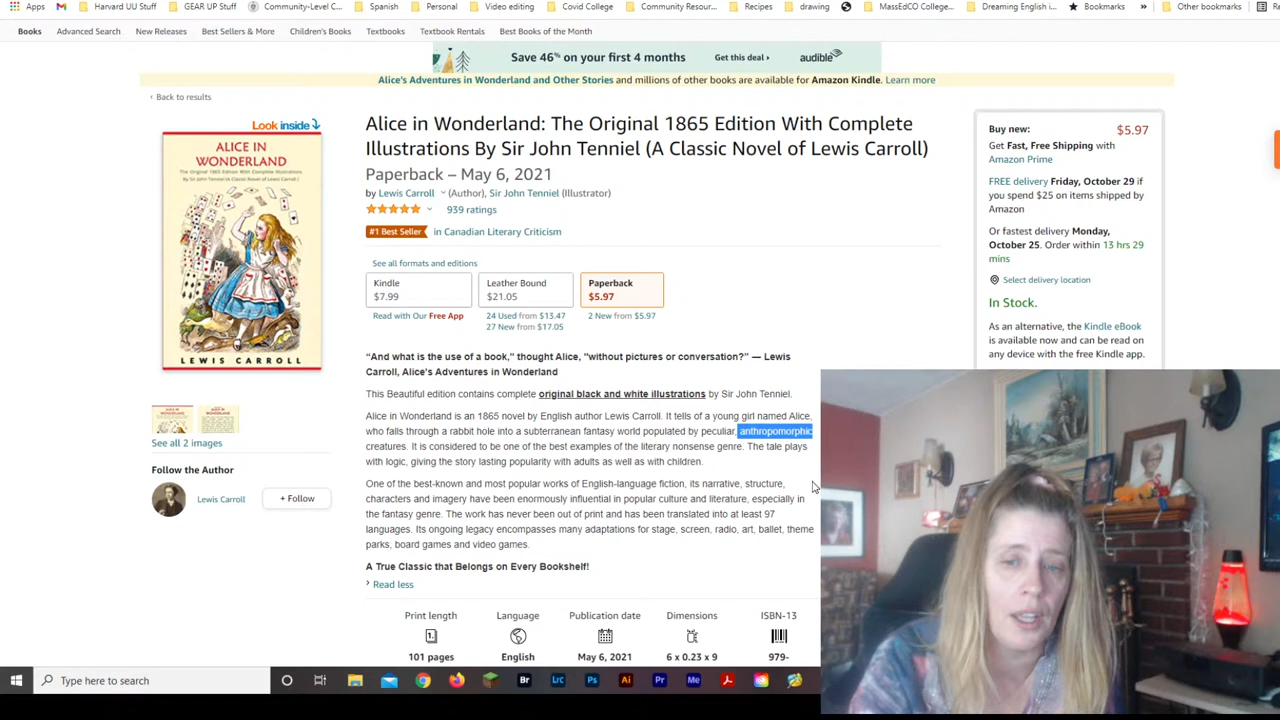 Apps
Harvard UU Stuff
GEAR UP Stuff
Community-Level C...
Spanish
Personal
Video editing
Covid College
Community Resour...
Recipes
drawing
MassEdCO College...
Dreaming English i...
Bookmarks
»
Other bookmarks
Books
Advanced Search
New Releases
Best Sellers & More
Children's Books
Textbooks
Textbook Rentals
Best Books of the Month
Save 46% on your first 4 months
Get this deal ›
audible
Alice's Adventures in Wonderland and Other Stories and millions of other books are available for Amazon Kindle. Learn more
‹ Back to results
Look inside
ALICE IN
WONDERLAND
The Original 1865 Edition With Complete
Illustrations By Sir John Tenniel (A Classic Novel of Lewis Carroll)
LEWIS CARROLL
See all 2 images
Follow the Author
Lewis Carroll
+ Follow
Alice in Wonderland: The Original 1865 Edition With Complete
Illustrations By Sir John Tenniel (A Classic Novel of Lewis Carroll)
Paperback – May 6, 2021
by Lewis Carroll (Author), Sir John Tenniel (Illustrator)
939 ratings
#1 Best Seller in Canadian Literary Criticism
See all formats and editions
Kindle
$7.99
Leather Bound
$21.05
Paperback
$5.97
Read with Our Free App
24 Used from $13.47
27 New from $17.05
2 New from $5.97
“And what is the use of a book," thought Alice, "without pictures or conversation?” — Lewis
Carroll, Alice's Adventures in Wonderland
This Beautiful edition contains complete original black and white illustrations by Sir John Tenniel.
Alice in Wonderland is an 1865 novel by English author Lewis Carroll. It tells of a young girl named Alice,
who falls through a rabbit hole into a subterranean fantasy world populated by peculiar, anthropomorphic
creatures. It is considered to be one of the best examples of the literary nonsense genre. The tale plays
with logic, giving the story lasting popularity with adults as well as with children.
One of the best-known and most popular works of English-language fiction, its narrative, structure,
characters and imagery have been enormously influential in popular culture and literature, especially in
the fantasy genre. The work has never been out of print and has been translated into at least 97
languages. Its ongoing legacy encompasses many adaptations for stage, screen, radio, art, ballet, theme
parks, board games and video games.
A True Classic that Belongs on Every Bookshelf!
› Read less
Print length
101 pages
Language
English
Publication date
May 6, 2021
Dimensions
6 x 0.23 x 9
ISBN-13
979-
Buy new: $5.97
Get Fast, Free Shipping with
Amazon Prime
FREE delivery Friday, October 29 if
you spend $25 on items shipped by
Amazon
Or fastest delivery Monday,
October 25. Order within 13 hrs 29
mins
Select delivery location
In Stock.
As an alternative, the Kindle eBook
is available now and can be read on
any device with the free Kindle app.
Type here to search
Br
Lrc
Ps
Ai
Pr
Me